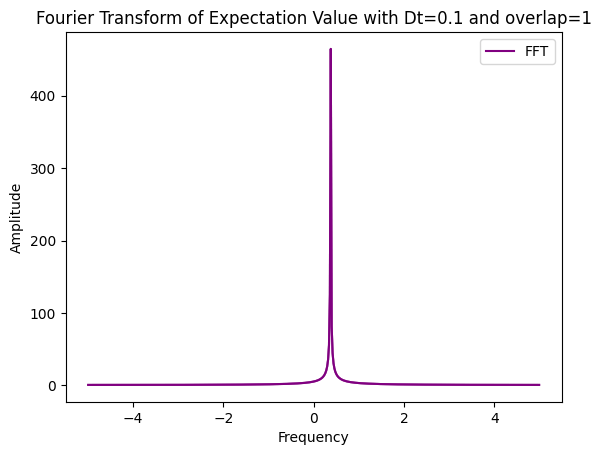 Fourier Transform of Expectation Value with Dt=0.1 and overlap=1
FFT
Amplitude
400
300
200
100
0
−4
−2
0
2
4
Frequency